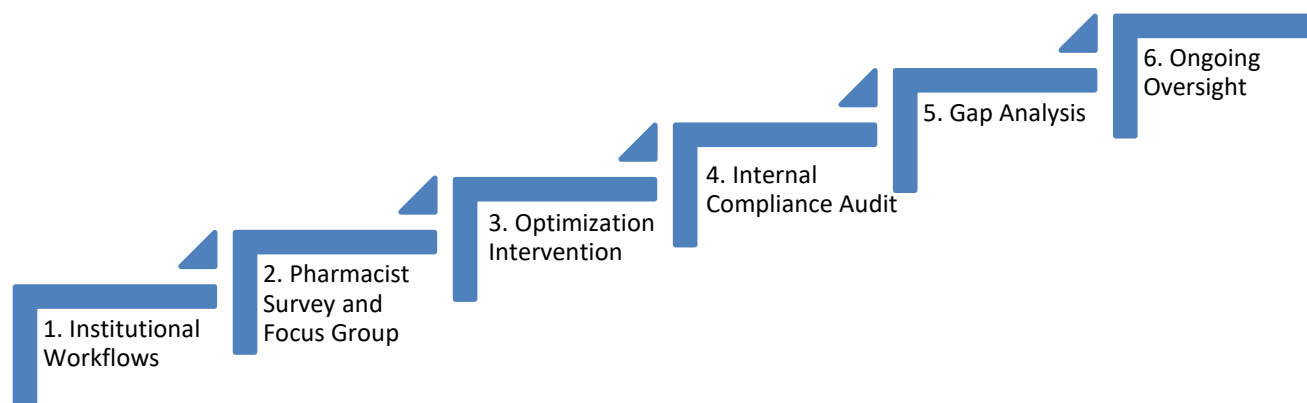 1. Institutional
Workflows
2. Pharmacist
Survey and
Focus Group
3. Optimization
Intervention
4. Internal
Compliance Audit
5. Gap Analysis
6. Ongoing
Oversight